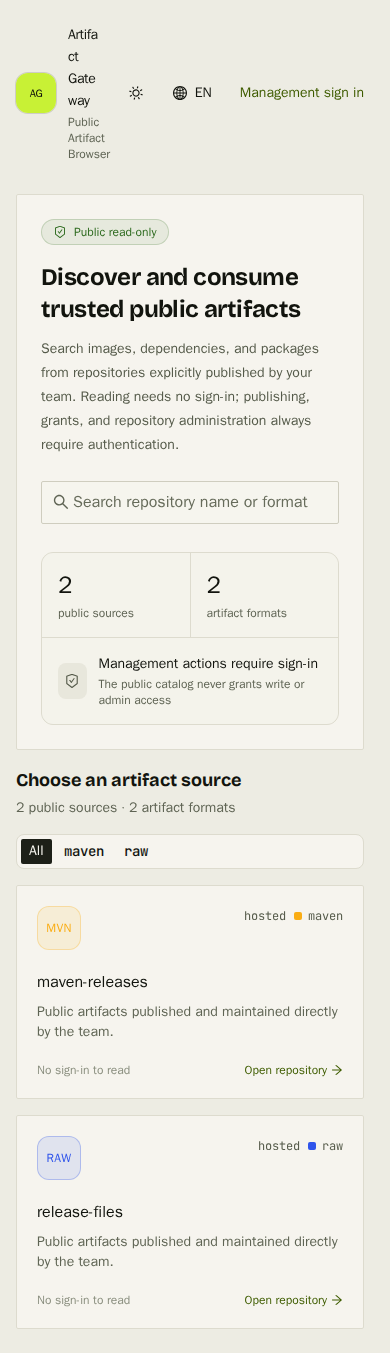 AG
Artifa
ct
Gate
way
Public
Artifact
Browser
EN
Management sign in
Public read-only
Discover and consume
trusted public artifacts
Search images, dependencies, and packages
from repositories explicitly published by your
team. Reading needs no sign-in; publishing,
grants, and repository administration always
require authentication.
Search repository name or format
2
public sources
2
artifact formats
Management actions require sign-in
The public catalog never grants write or
admin access
Choose an artifact source
2 public sources · 2 artifact formats
All maven raw
MVN
hosted maven
maven-releases
Public artifacts published and maintained directly
by the team.
No sign-in to read
Open repository →
RAW
hosted raw
release-files
Public artifacts published and maintained directly
by the team.
No sign-in to read
Open repository →